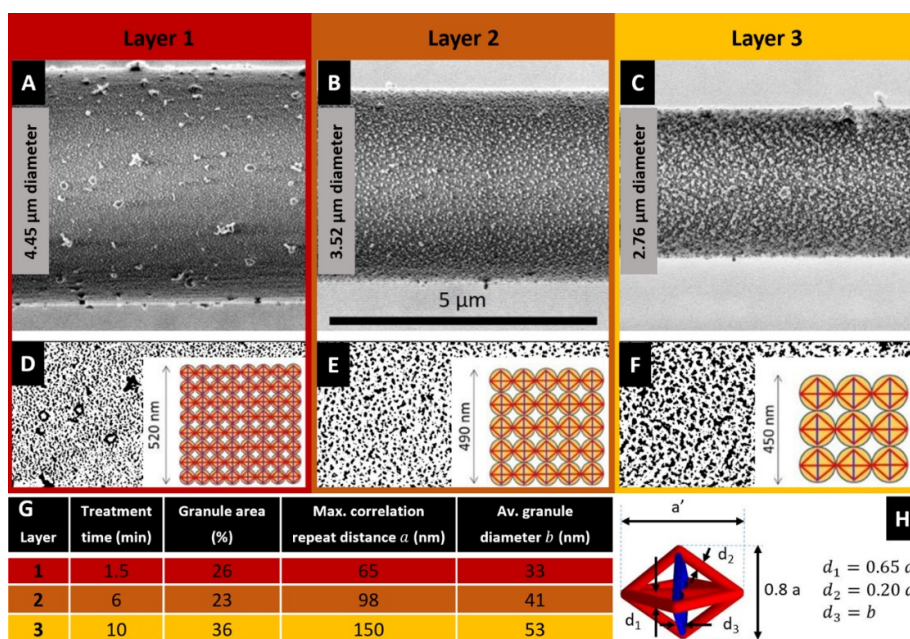 Layer 1
Layer 2
Layer 3
A
B
C
4.45 µm diameter
3.52 µm diameter
2.76 µm diameter
5 µm
D
E
F
520 nm
490 nm
450 nm
G
Layer
Treatment time (min)
Granule area (%)
Max. correlation repeat distance a (nm)
Av. granule diameter b (nm)
1 1.5 26 65 33
2 6 23 98 41
3 10 36 150 53
H
a'
d₂
0.8 a
d₁
d₃
d₁ = 0.65
d₂ = 0.20
d₃ = b